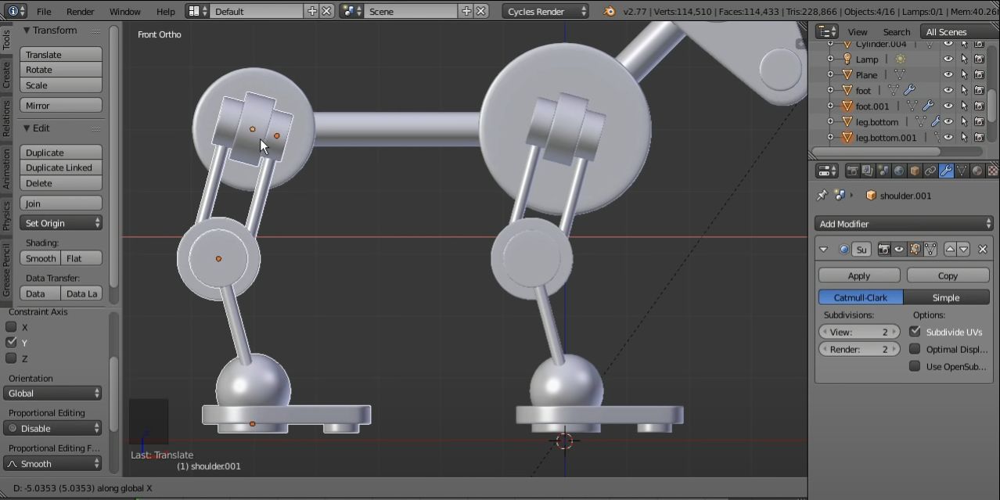 File Render Window Help Default Scene Cycles Render v2.77 | Verts:114,510 | Faces:114,433 | Tris:228,866 | Objects:4/16 | Lamps:0/1 | Mem:40.26
Tools
Create
Relations
Animation
Physics
Grease Pencil
Transform
Translate
Rotate
Scale
Mirror
Edit
Duplicate
Duplicate Linked
Delete
Join
Set Origin
Shading:
Smooth Flat
Data Transfer:
Data Data La
Constraint Axis
X
Y
Z
Orientation
Global
Proportional Editing
Disable
Proportional Editing F...
Smooth
Front Ortho
Last: Translate
(1) shoulder.001
D: -5.0353 (5.0353) along global X
View Search All Scenes
Cylinder.004
Lamp
Plane
foot
foot.001
leg.bottom
leg.bottom.001
shoulder.001
Add Modifier
Su
Apply Copy
Catmull-Clark Simple
Subdivisions: Options:
View: 2 Subdivide UVs
Render: 2 Optimal Displ...
Use OpenSub...